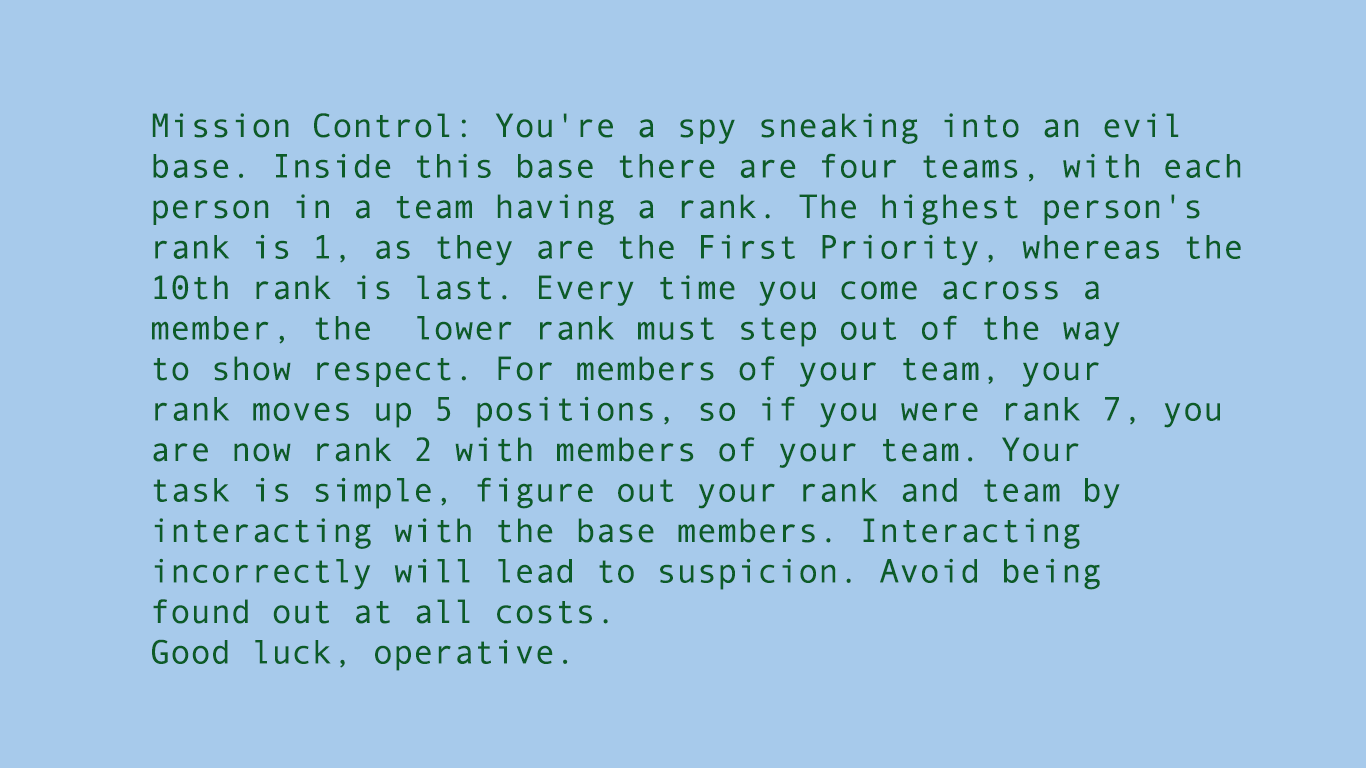 Mission Control: You're a spy sneaking into an evil
base. Inside this base there are four teams, with each
person in a team having a rank. The highest person's
rank is 1, as they are the First Priority, whereas the
10th rank is last. Every time you come across a
member, the  lower rank must step out of the way
to show respect. For members of your team, your
rank moves up 5 positions, so if you were rank 7, you
are now rank 2 with members of your team. Your
task is simple, figure out your rank and team by
interacting with the base members. Interacting
incorrectly will lead to suspicion. Avoid being
found out at all costs.
Good luck, operative.